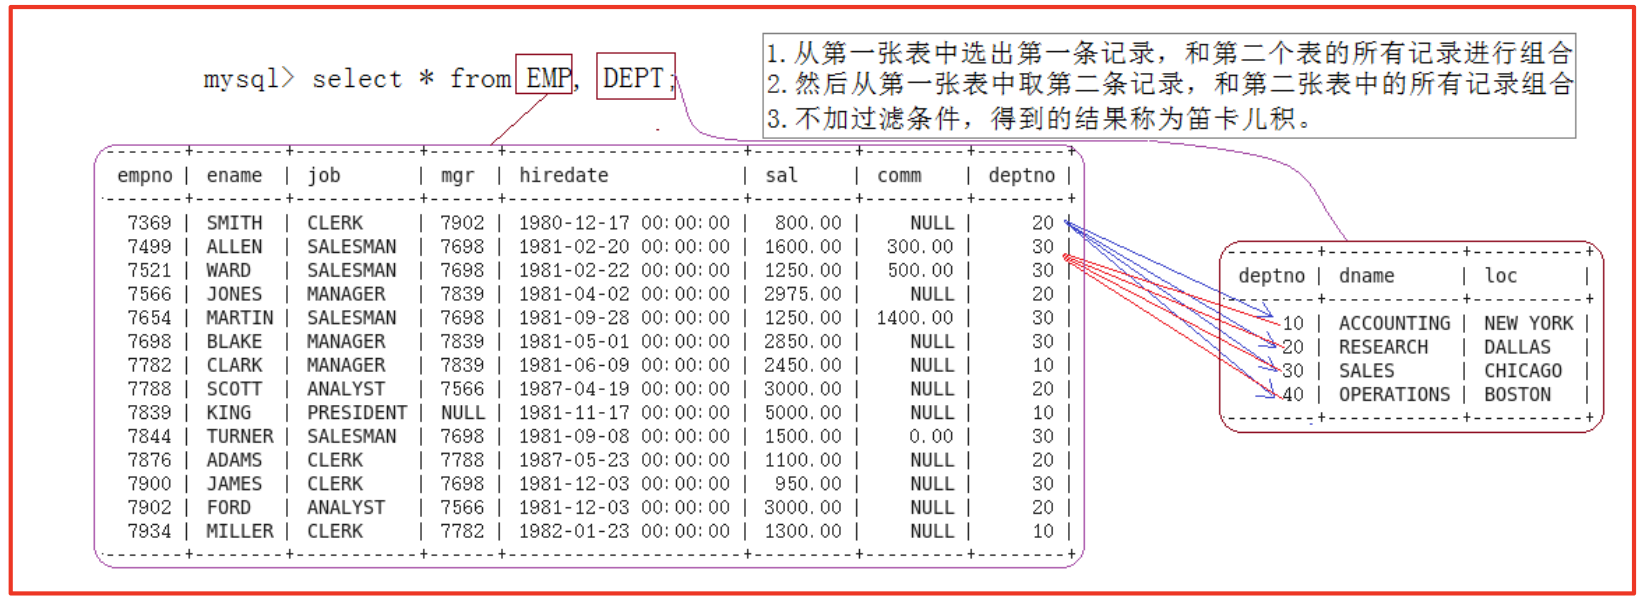 mysql> select * from EMP, DEPT;
1.从第一张表中选出第一条记录，和第二个表的所有记录进行组合
2.然后从第一张表中取第二条记录，和第二张表中的所有记录组合
3.不加过滤条件，得到的结果称为笛卡儿积。
empno | ename | job | mgr | hiredate | sal | comm | deptno |
7369 | SMITH | CLERK | 7902 | 1980-12-17 00:00:00 | 800.00 | NULL | 20 |
7499 | ALLEN | SALESMAN | 7698 | 1981-02-20 00:00:00 | 1600.00 | 300.00 | 30 |
7521 | WARD | SALESMAN | 7698 | 1981-02-22 00:00:00 | 1250.00 | 500.00 | 30 |
7566 | JONES | MANAGER | 7839 | 1981-04-02 00:00:00 | 2975.00 | NULL | 20 |
7654 | MARTIN | SALESMAN | 7698 | 1981-09-28 00:00:00 | 1250.00 | 1400.00 | 30 |
7698 | BLAKE | MANAGER | 7839 | 1981-05-01 00:00:00 | 2850.00 | NULL | 30 |
7782 | CLARK | MANAGER | 7839 | 1981-06-09 00:00:00 | 2450.00 | NULL | 10 |
7788 | SCOTT | ANALYST | 7566 | 1987-04-19 00:00:00 | 3000.00 | NULL | 20 |
7839 | KING | PRESIDENT | NULL | 1981-11-17 00:00:00 | 5000.00 | NULL | 10 |
7844 | TURNER | SALESMAN | 7698 | 1981-09-08 00:00:00 | 1500.00 | 0.00 | 30 |
7876 | ADAMS | CLERK | 7788 | 1987-05-23 00:00:00 | 1100.00 | NULL | 20 |
7900 | JAMES | CLERK | 7698 | 1981-12-03 00:00:00 | 950.00 | NULL | 30 |
7902 | FORD | ANALYST | 7566 | 1981-12-03 00:00:00 | 3000.00 | NULL | 20 |
7934 | MILLER | CLERK | 7782 | 1982-01-23 00:00:00 | 1300.00 | NULL | 10 |
deptno | dname | loc |
10 | ACCOUNTING | NEW YORK |
20 | RESEARCH | DALLAS |
30 | SALES | CHICAGO |
40 | OPERATIONS | BOSTON |